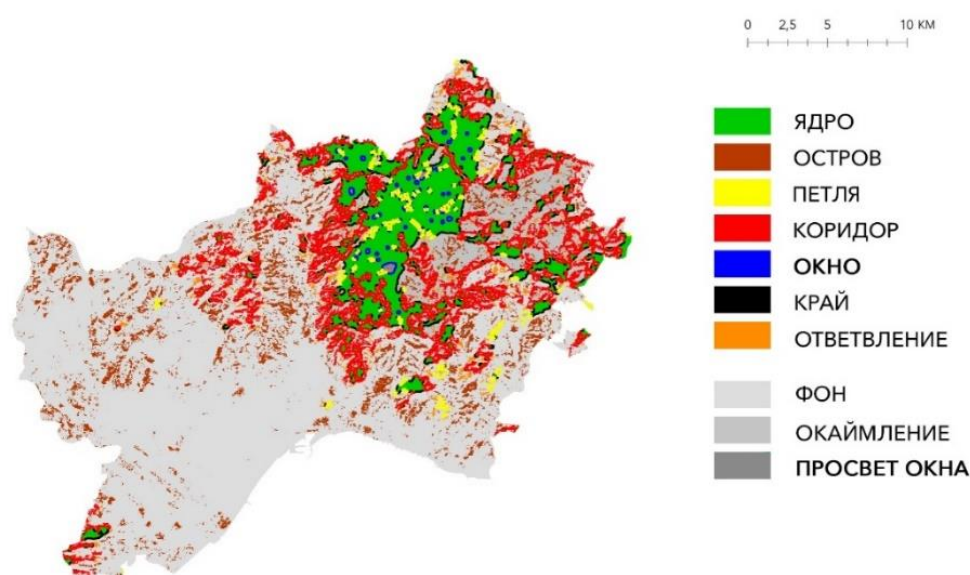 0 2,5 5 10 КМ
ЯДРО
ОСТРОВ
ПЕТЛЯ
КОРИДОР
ОКНО
КРАЙ
ОТВЕТВЛЕНИЕ
ФОН
ОКАЙМЛЕНИЕ
ПРОСВЕТ ОКНА